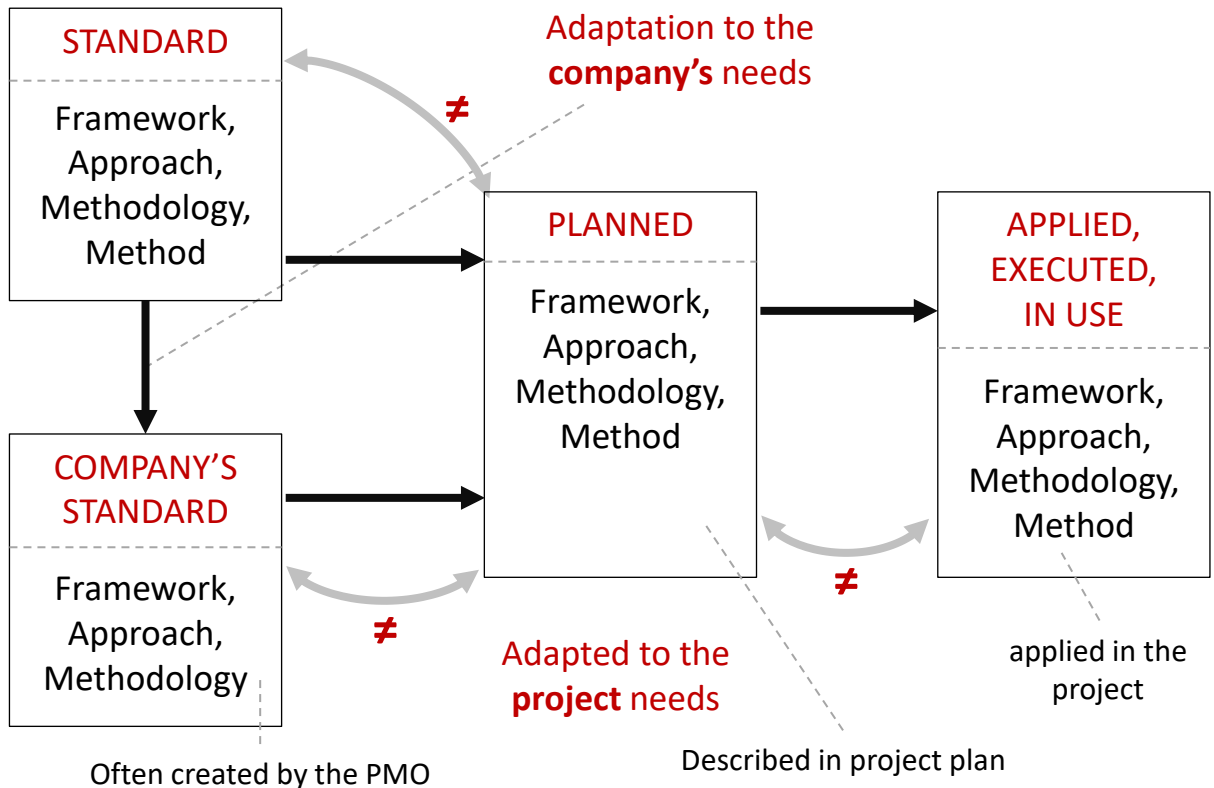 STANDARD
Framework,
Approach,
Methodology,
Method
Adaptation to the
company's needs
≠
PLANNED
Framework,
Approach,
Methodology,
Method
APPLIED,
EXECUTED,
IN USE
Framework,
Approach,
Methodology,
Method
COMPANY'S
STANDARD
Framework,
Approach,
Methodology
≠
≠
Adapted to the
project needs
applied in the
project
Often created by the PMO
Described in project plan